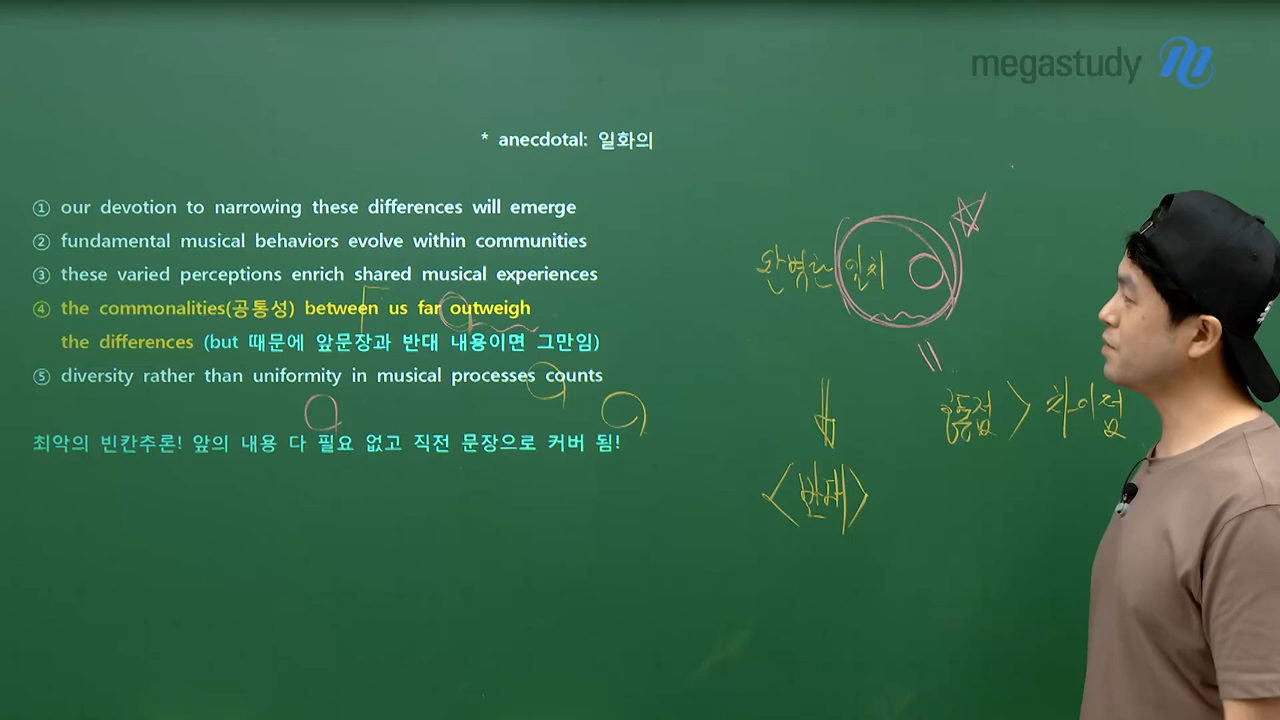 megastudy
* anecdotal: 일화의
① our devotion to narrowing these differences will emerge
② fundamental musical behaviors evolve within communities
③ these varied perceptions enrich shared musical experiences
④ the commonalities(공통성) between us far outweigh
the differences (but 때문에 앞문장과 반대 내용이면 그만임)
⑤ diversity rather than uniformity in musical processes counts
최악의 빈칸추론! 앞의 내용 다 필요 없고 직전 문장으로 커버 됨!
완벽한 일치
공통점 > 차이점
<반대>